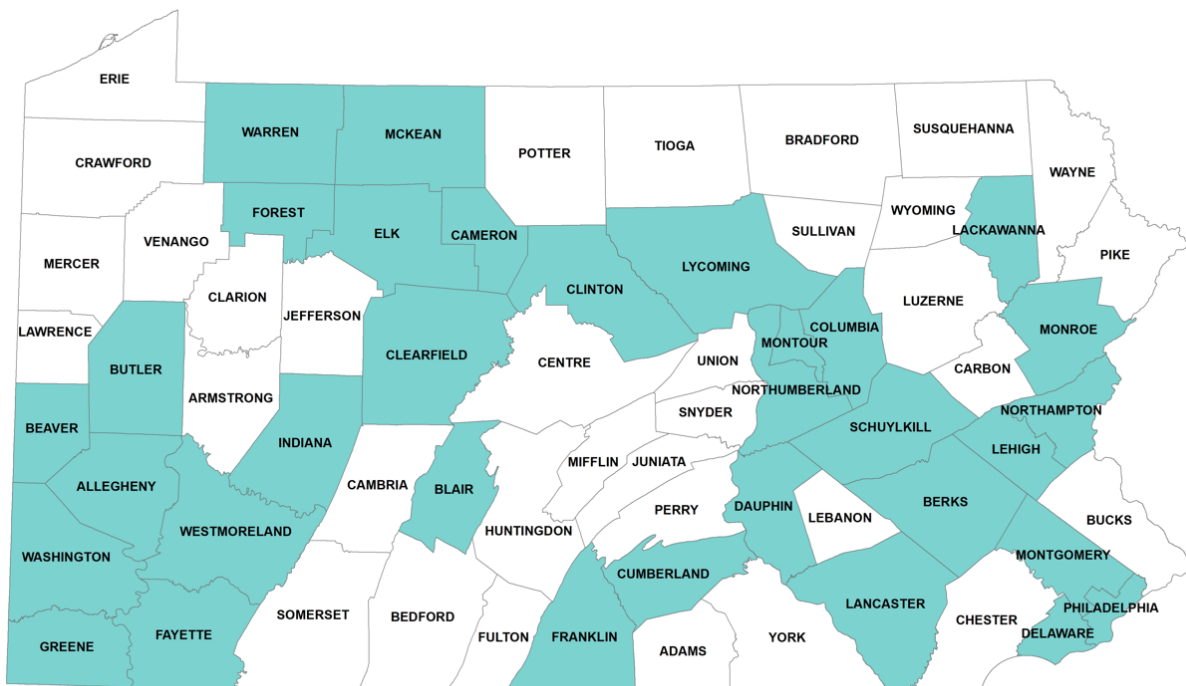 ERIE
CRAWFORD
WARREN
MCKEAN
POTTER
TIOGA
BRADFORD
SUSQUEHANNA
WAYNE
WYOMING
LACKAWANNA
PIKE
SULLIVAN
FOREST
ELK
CAMERON
VENANGO
MERCER
CLARION
JEFFERSON
CLINTON
LYCOMING
LUZERNE
LAWRENCE
BUTLER
CLEARFIELD
CENTRE
UNION
MONTOUR
COLUMBIA
MONROE
CARBON
ARMSTRONG
NORTHUMBERLAND
SNYDER
NORTHAMPTON
BEAVER
INDIANA
SCHUYLKILL
LEHIGH
ALLEGHENY
CAMBRIA
BLAIR
MIFFLIN
JUNIATA
HUNTINGDON
PERRY
DAUPHIN
LEBANON
BERKS
BUCKS
WESTMORELAND
WASHINGTON
MONTGOMERY
CUMBERLAND
SOMERSET
BEDFORD
FULTON
FRANKLIN
ADAMS
YORK
LANCASTER
CHESTER
PHILADELPHIA
DELAWARE
GREENE
FAYETTE